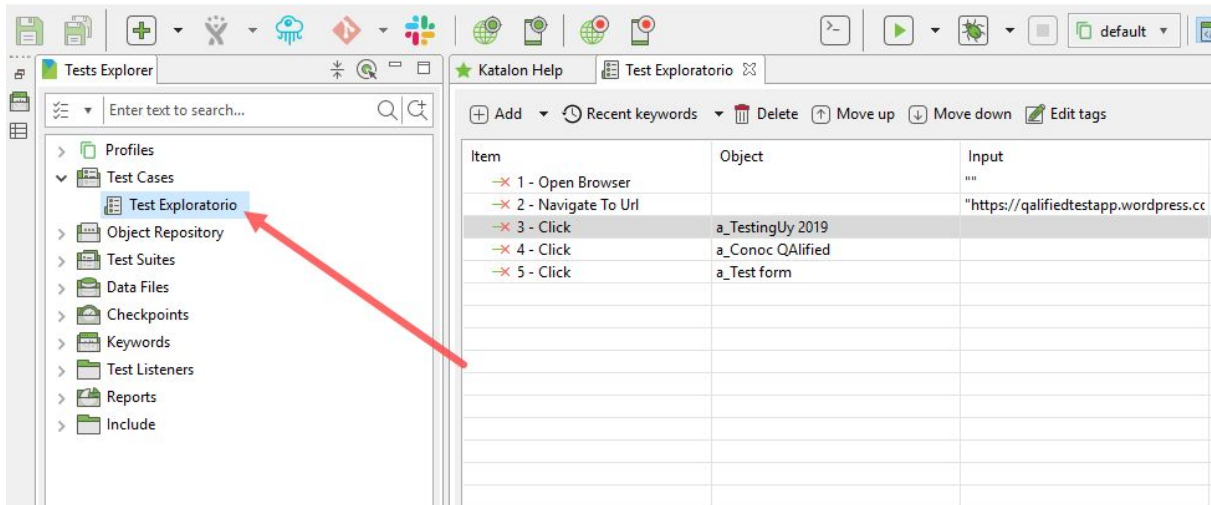 default
Tests Explorer
Katalon Help
Test Exploratorio
Enter text to search...
Add
Recent keywords
Delete
Move up
Move down
Edit tags
Profiles
Test Cases
Test Exploratorio
Object Repository
Test Suites
Data Files
Checkpoints
Keywords
Test Listeners
Reports
Include
Item Object Input
1 - Open Browser ""
2 - Navigate To Url "https://qalifiedtestapp.wordpress.cc
3 - Click a_TestingUy 2019
4 - Click a_Conoc QAlified
5 - Click a_Test form